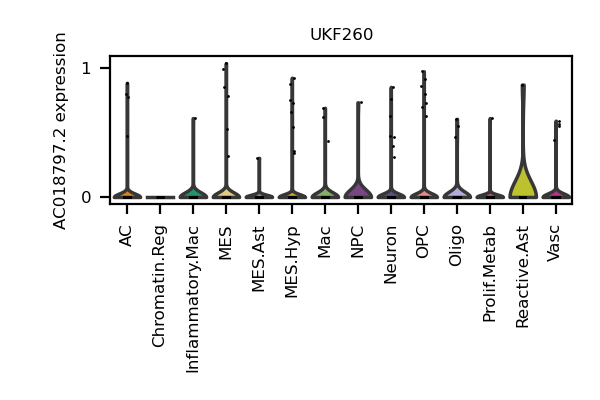 UKF260
AC018797.2 expression
1
0
AC
Chromatin.Reg
Inflammatory.Mac
MES
MES.Ast
MES.Hyp
Mac
NPC
Neuron
OPC
Oligo
Prolif.Metab
Reactive.Ast
Vasc